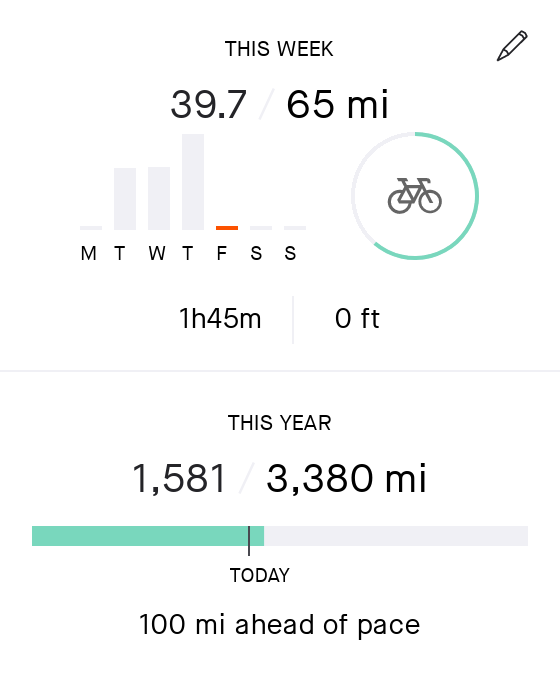 THIS WEEK
39.7 / 65 mi
M T W T F S S
1h45m 0 ft
THIS YEAR
1,581 / 3,380 mi
TODAY
100 mi ahead of pace